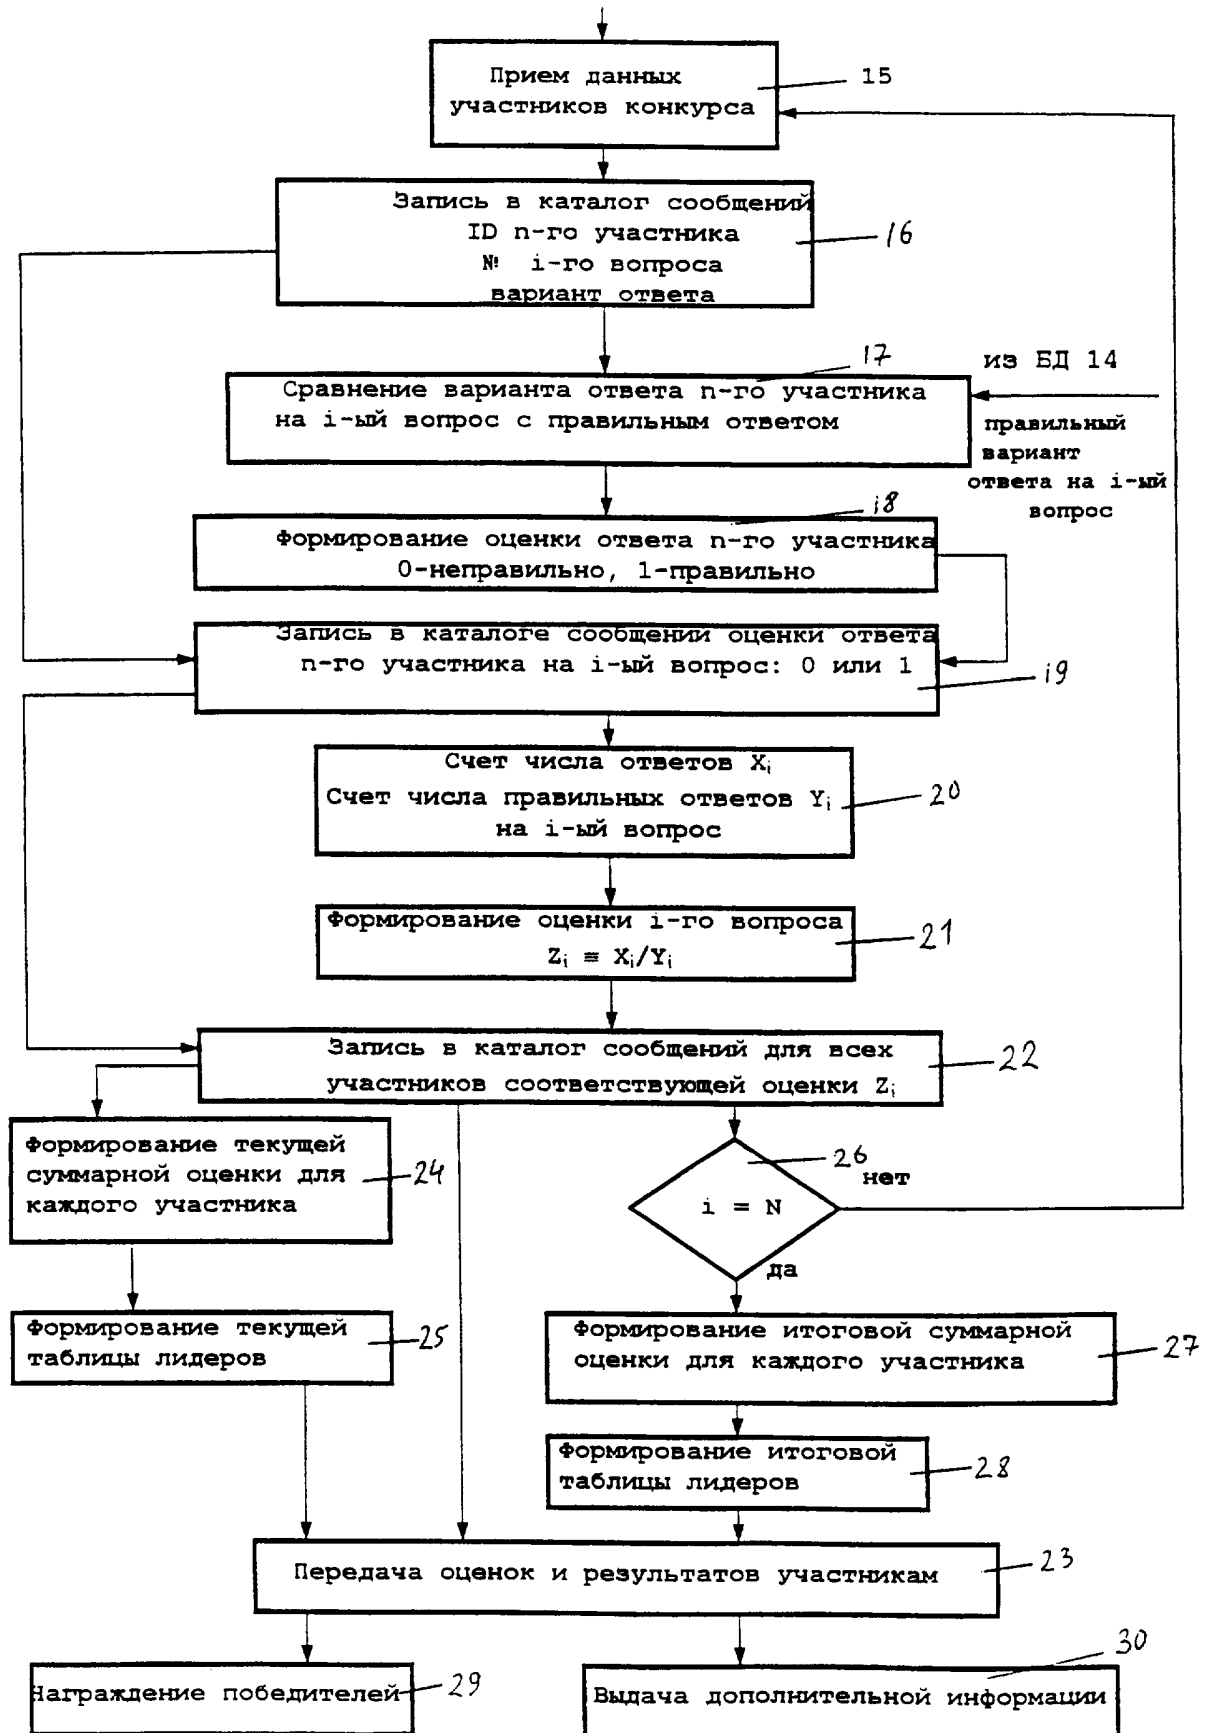 Прием данных
участников конкурса
15
Запись в каталог сообщений
ID n-го участника
№ i-го вопроса
вариант ответа
16
17
из БД 14
Сравнение варианта ответа n-го участника
на i-ый вопрос с правильным ответом
правильный
вариант
ответа на i-ый
вопрос
18
Формирование оценки ответа n-го участника
0-неправильно, 1-правильно
Запись в каталоге сообщении оценки ответа
n-го участника на i-ый вопрос: 0 или 1
19
Счет числа ответов Xi
Счет числа правильных ответов Yi
на i-ый вопрос
20
Формирование оценки i-го вопроса
Zi = Xi/Yi
21
Запись в каталог сообщений для всех
участников соответствующей оценки Zi
22
Формирование текущей
суммарной оценки для
каждого участника
24
26
нет
i = N
да
Формирование текущей
таблицы лидеров
25
Формирование итоговой суммарной
оценки для каждого участника
27
Формирование итоговой
таблицы лидеров
28
Передача оценок и результатов участникам
23
Награждение победителей
29
30
Выдача дополнительной информации